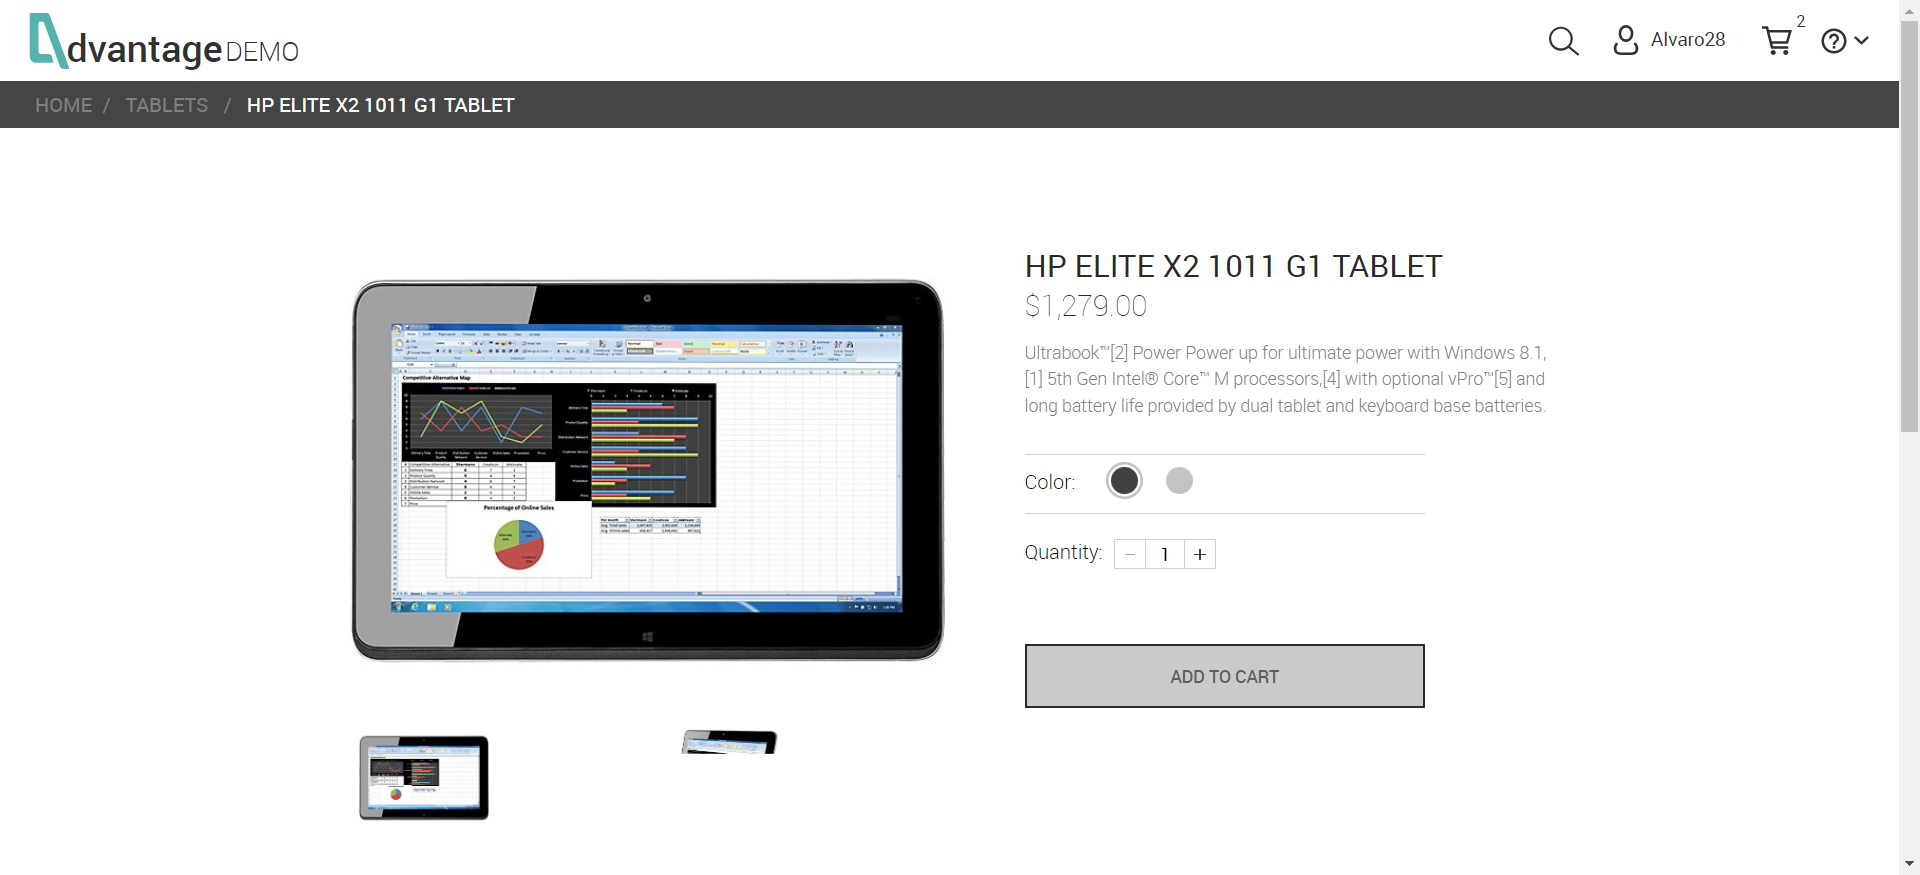 dvantage DEMO
Alvaro28
2
HOME / TABLETS / HP ELITE X2 1011 G1 TABLET
HP ELITE X2 1011 G1 TABLET
$1,279.00
Ultrabook™[2] Power Power up for ultimate power with Windows 8.1,
[1] 5th Gen Intel® Core™ M processors,[4] with optional vPro™[5] and
long battery life provided by dual tablet and keyboard base batteries.
Color:
Quantity: − 1 +
ADD TO CART
Competitive Alternative Map
Percentage of Online Sales